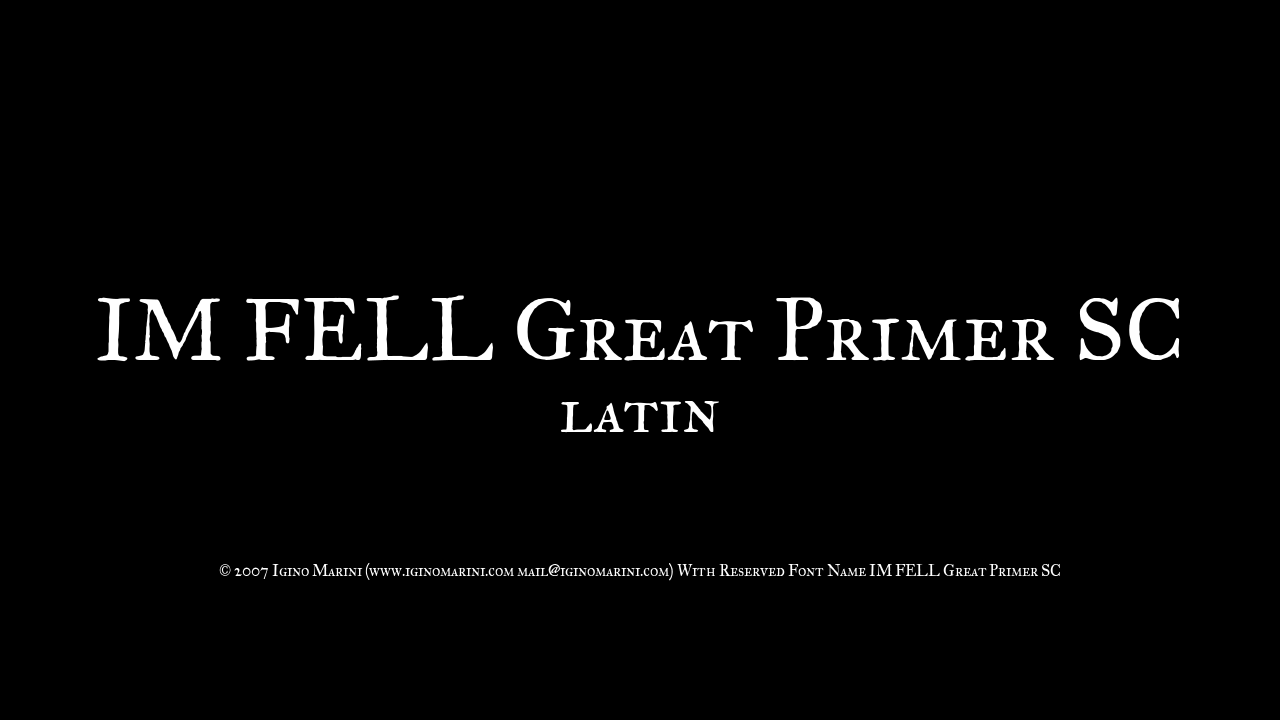 IM FELL Great Primer SC
latin
© 2007 Igino Marini (www.iginomarini.com mail@iginomarini.com) With Reserved Font Name IM FELL Great Primer SC